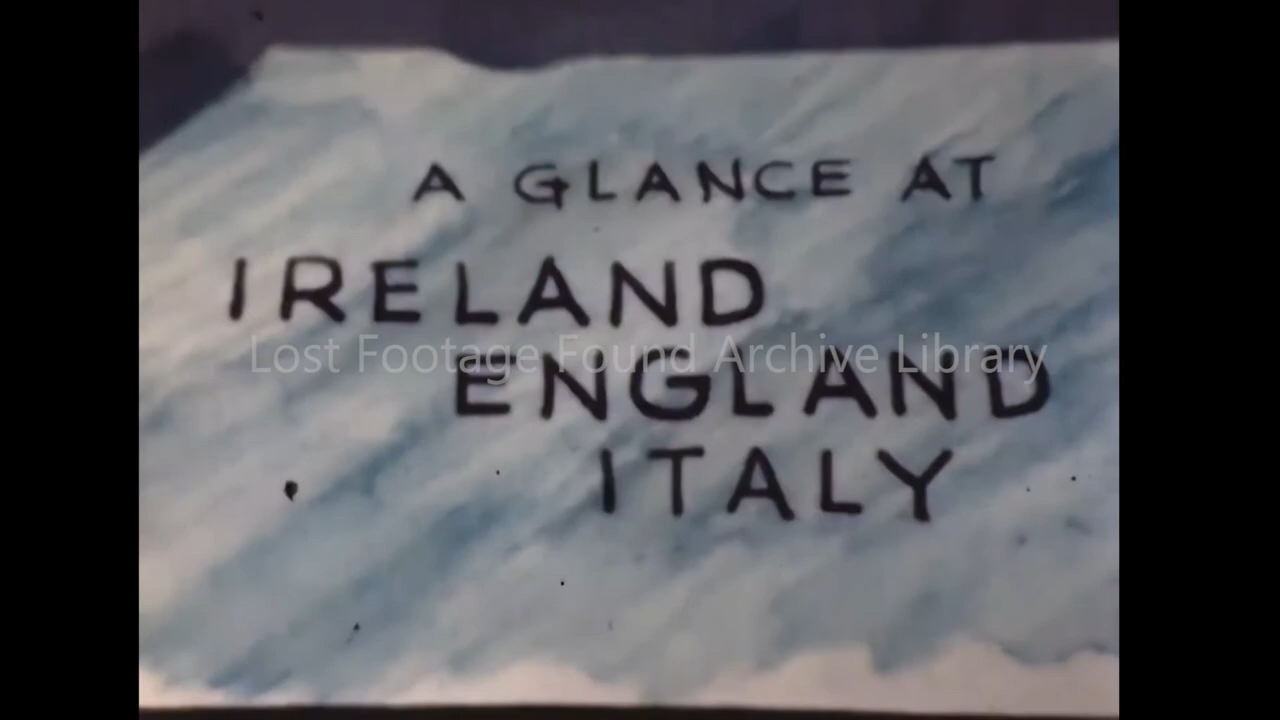 A GLANCE AT
IRELAND
Lost Footage Found Archive Library
ENGLAND
ITALY